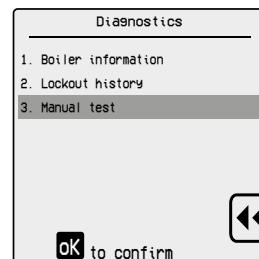 Diagnostics
1. Boiler information
2. Lockout history
3. Manual test
OK to confirm